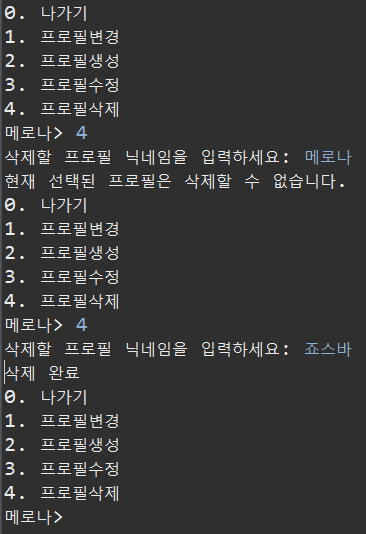 0. 나가기
1. 프로필변경
2. 프로필생성
3. 프로필수정
4. 프로필삭제
메로나> 4
삭제할 프로필 닉네임을 입력하세요: 메로나
현재 선택된 프로필은 삭제할 수 없습니다.
0. 나가기
1. 프로필변경
2. 프로필생성
3. 프로필수정
4. 프로필삭제
메로나> 4
삭제할 프로필 닉네임을 입력하세요: 죠스바
삭제 완료
0. 나가기
1. 프로필변경
2. 프로필생성
3. 프로필수정
4. 프로필삭제
메로나>